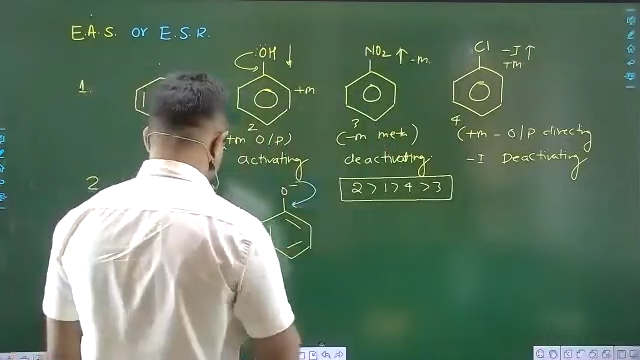 E.A.S. or E.S.R.
1. OH NO2 ↑ -m. Cl -I ↑
+m +m
2 3 4
(+m O/P) (-m meta) (+m - O/P directing
activating deactivating. -I Deactivating
2 O⁻ 2 > 1 > 4 > 3